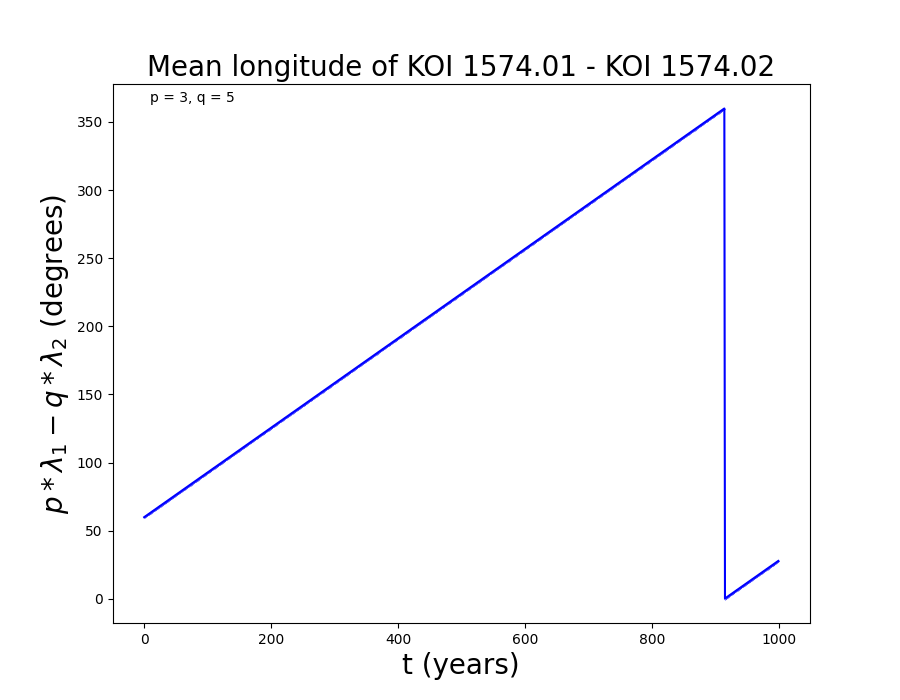 Mean longitude of KOI 1574.01 - KOI 1574.02
p = 3, q = 5
350
300
250
200
150
100
50
0
p * λ₁ − q * λ₂ (degrees)
0 200 400 600 800 1000
t (years)